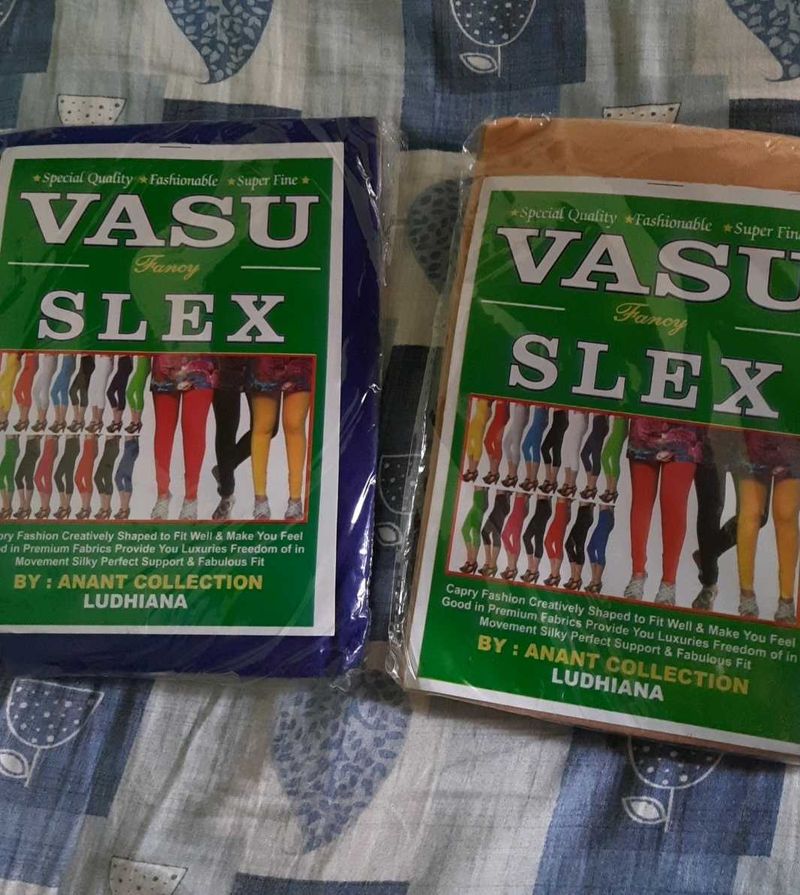 ★Special Quality ★Fashionable ★Super Fine★
VASU
Fancy
SLEX
Fashion Creatively Shaped to Fit Well & Make You Feel
in Premium Fabrics Provide You Luxuries Freedom of in
Movement Silky Perfect Support & Fabulous Fit
BY : ANANT COLLECTION
LUDHIANA
★Special Quality ★Fashionable ★Super Fin
VASU
Fancy
SLEX
Capry Fashion Creatively Shaped to Fit Well & Make You Feel
Good in Premium Fabrics Provide You Luxuries Freedom of in
Movement Silky Perfect Support & Fabulous Fit
BY : ANANT COLLECTION
LUDHIANA